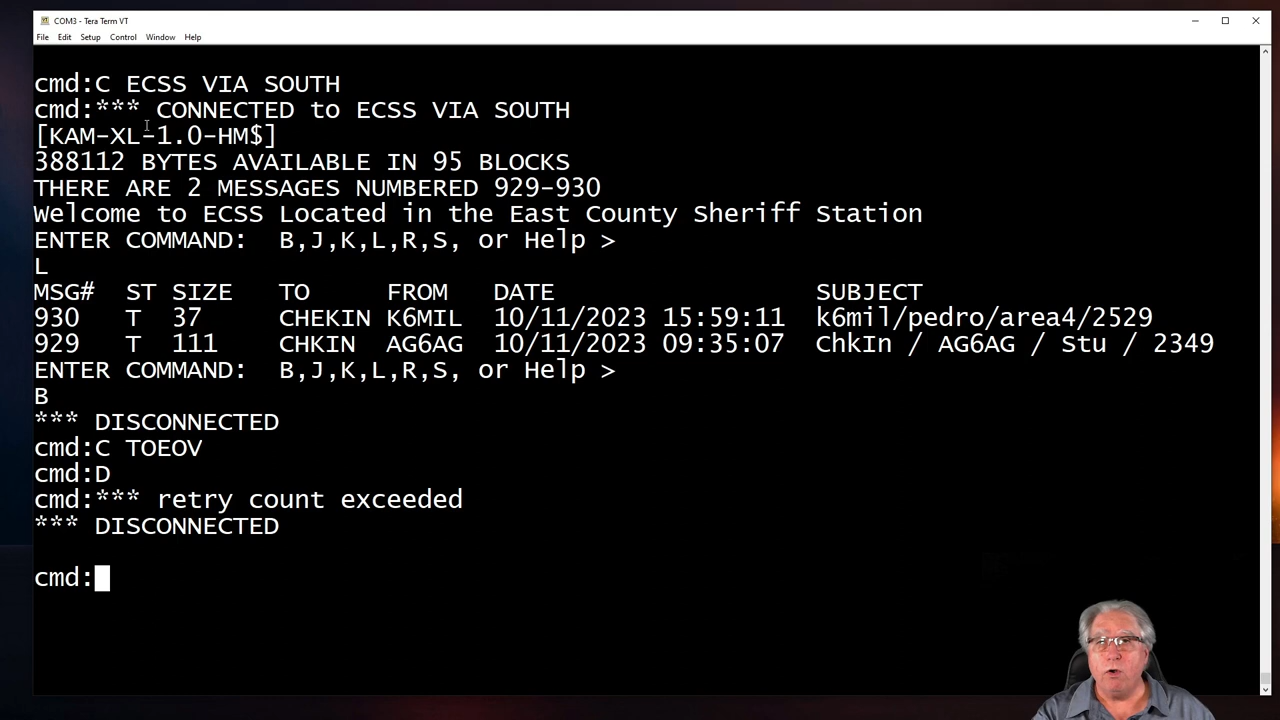 COM3 - Tera Term VT
File Edit Setup Control Window Help
cmd:C ECSS VIA SOUTH
cmd:*** CONNECTED to ECSS VIA SOUTH
[KAM-XL-1.0-HM$]
388112 BYTES AVAILABLE IN 95 BLOCKS
THERE ARE 2 MESSAGES NUMBERED 929-930
Welcome to ECSS Located in the East County Sheriff Station
ENTER COMMAND:  B,J,K,L,R,S, or Help >
L
MSG#  ST SIZE   TO     FROM   DATE                 SUBJECT
930   T  37     CHEKIN K6MIL  10/11/2023 15:59:11  k6mil/pedro/area4/2529
929   T  111    CHKIN  AG6AG  10/11/2023 09:35:07  ChkIn / AG6AG / Stu / 2349
ENTER COMMAND:  B,J,K,L,R,S, or Help >
B
*** DISCONNECTED
cmd:C TOEOV
cmd:D
cmd:*** retry count exceeded
*** DISCONNECTED
cmd: